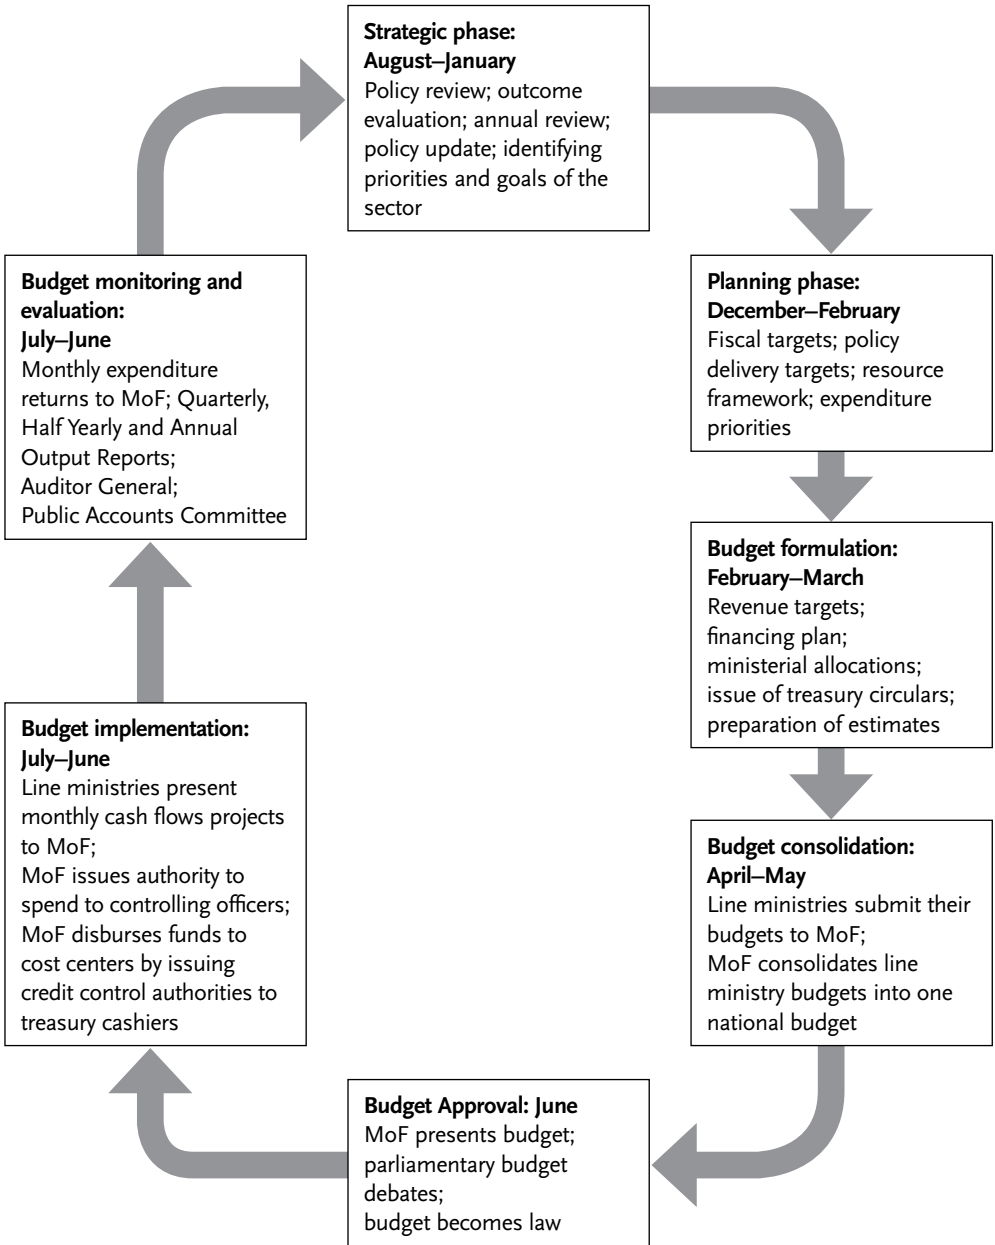 Strategic phase:
August–January
Policy review; outcome
evaluation; annual review;
policy update; identifying
priorities and goals of the
sector
Planning phase:
December–February
Fiscal targets; policy
delivery targets; resource
framework; expenditure
priorities
Budget formulation:
February–March
Revenue targets;
financing plan;
ministerial allocations;
issue of treasury circulars;
preparation of estimates
Budget consolidation:
April–May
Line ministries submit their
budgets to MoF;
MoF consolidates line
ministry budgets into one
national budget
Budget Approval: June
MoF presents budget;
parliamentary budget
debates;
budget becomes law
Budget implementation:
July–June
Line ministries present
monthly cash flows projects
to MoF;
MoF issues authority to
spend to controlling officers;
MoF disburses funds to
cost centers by issuing
credit control authorities to
treasury cashiers
Budget monitoring and
evaluation:
July–June
Monthly expenditure
returns to MoF; Quarterly,
Half Yearly and Annual
Output Reports;
Auditor General;
Public Accounts Committee